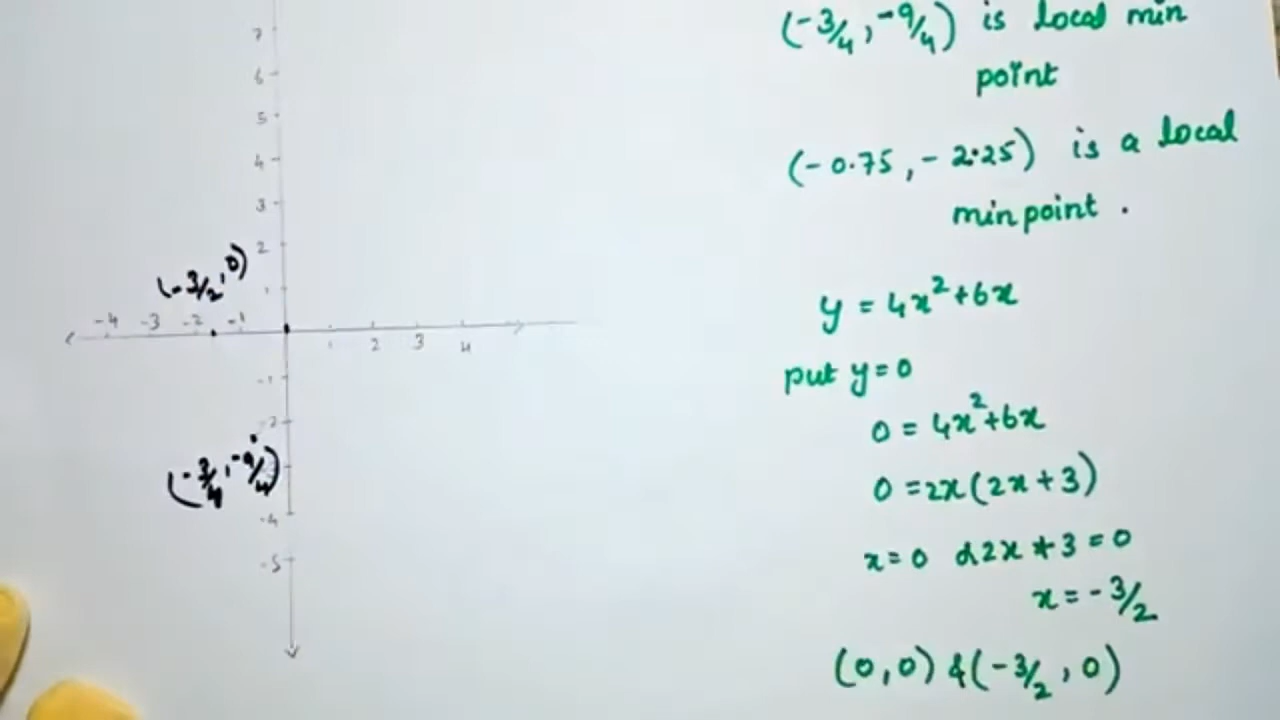 7
6
5
4
3
2
1
(-3/2, 0)
-4 -3 -2 -1
2 3 4
-1
-2
(-3/4, -9/4)
-4
-5
(-3/4, -9/4) is local min
point
(-0.75, -2.25) is a local
min point.
y = 4x²+6x
put y=0
0 = 4x²+6x
0 = 2x(2x+3)
x=0 & 2x+3=0
x = -3/2
(0,0) & (-3/2, 0)